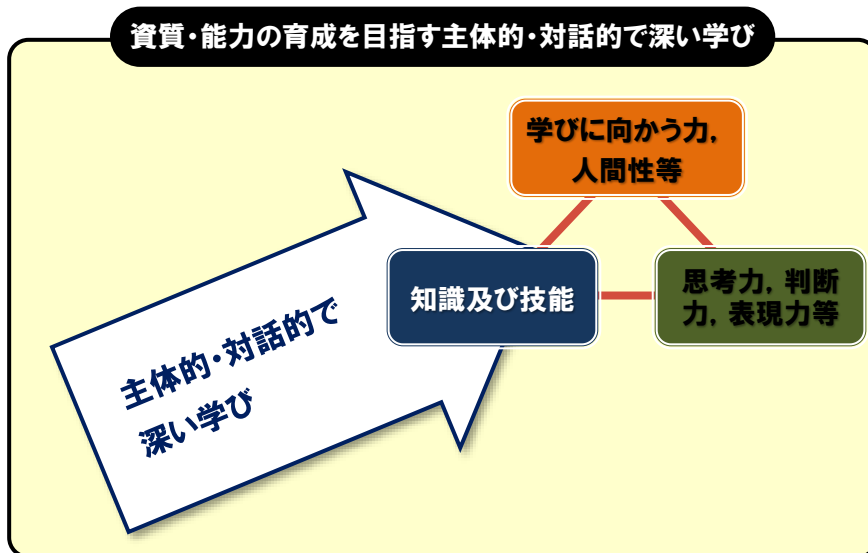 資質・能力の育成を目指す主体的・対話的で深い学び
学びに向かう力,
人間性等
知識及び技能
思考力, 判断
力, 表現力等
主体的・対話的で
深い学び